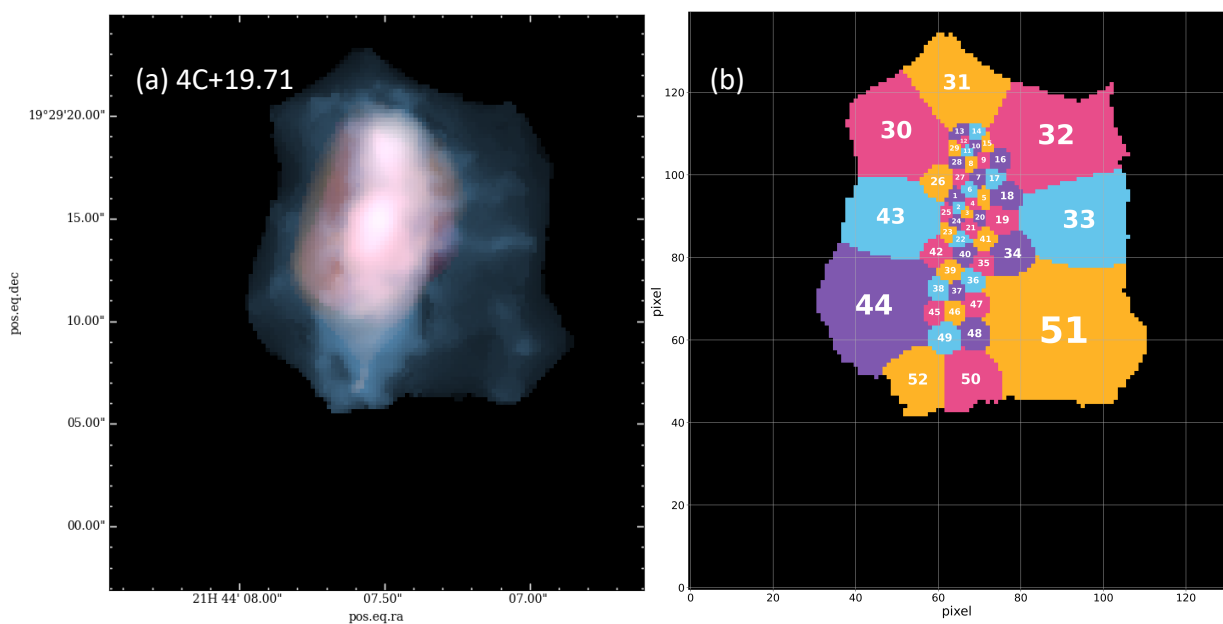 (a) 4C+19.71
19°29'20.00"
15.00"
10.00"
05.00"
00.00"
pos.eq.dec
21H 44' 08.00"
07.50"
07.00"
pos.eq.ra
(b)
120
100
80
60
40
20
0
pixel
0 20 40 60 80 100 120
pixel
31
30
32
13 14
12
29 11 10 15
28 8 9 16
26 27 7 17
6
1 5 18
43 25 2 4 33
3
24 20 19
21
23 22 41
42 40 34
35
39
44 38 37 36
47
45 46 51
49 48
52 50